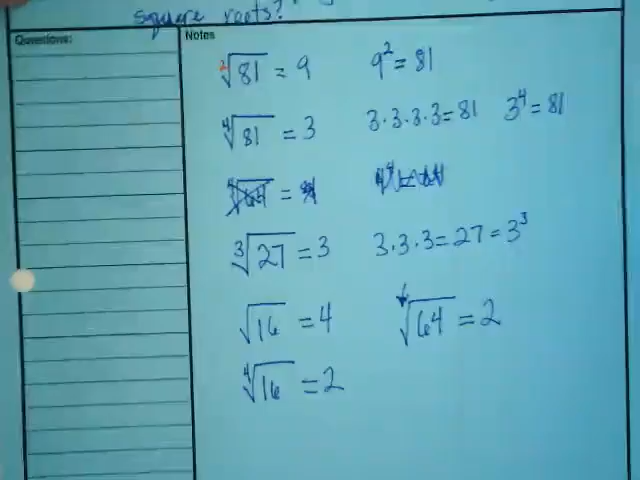 square roots?
Questions:
Notes
²√81 = 9    9² = 81
⁴√81 = 3    3·3·3·3 = 81    3⁴ = 81
³√27 = 3    3·3·3 = 27 = 3³
√16 = 4    ⁶√64 = 2
⁴√16 = 2